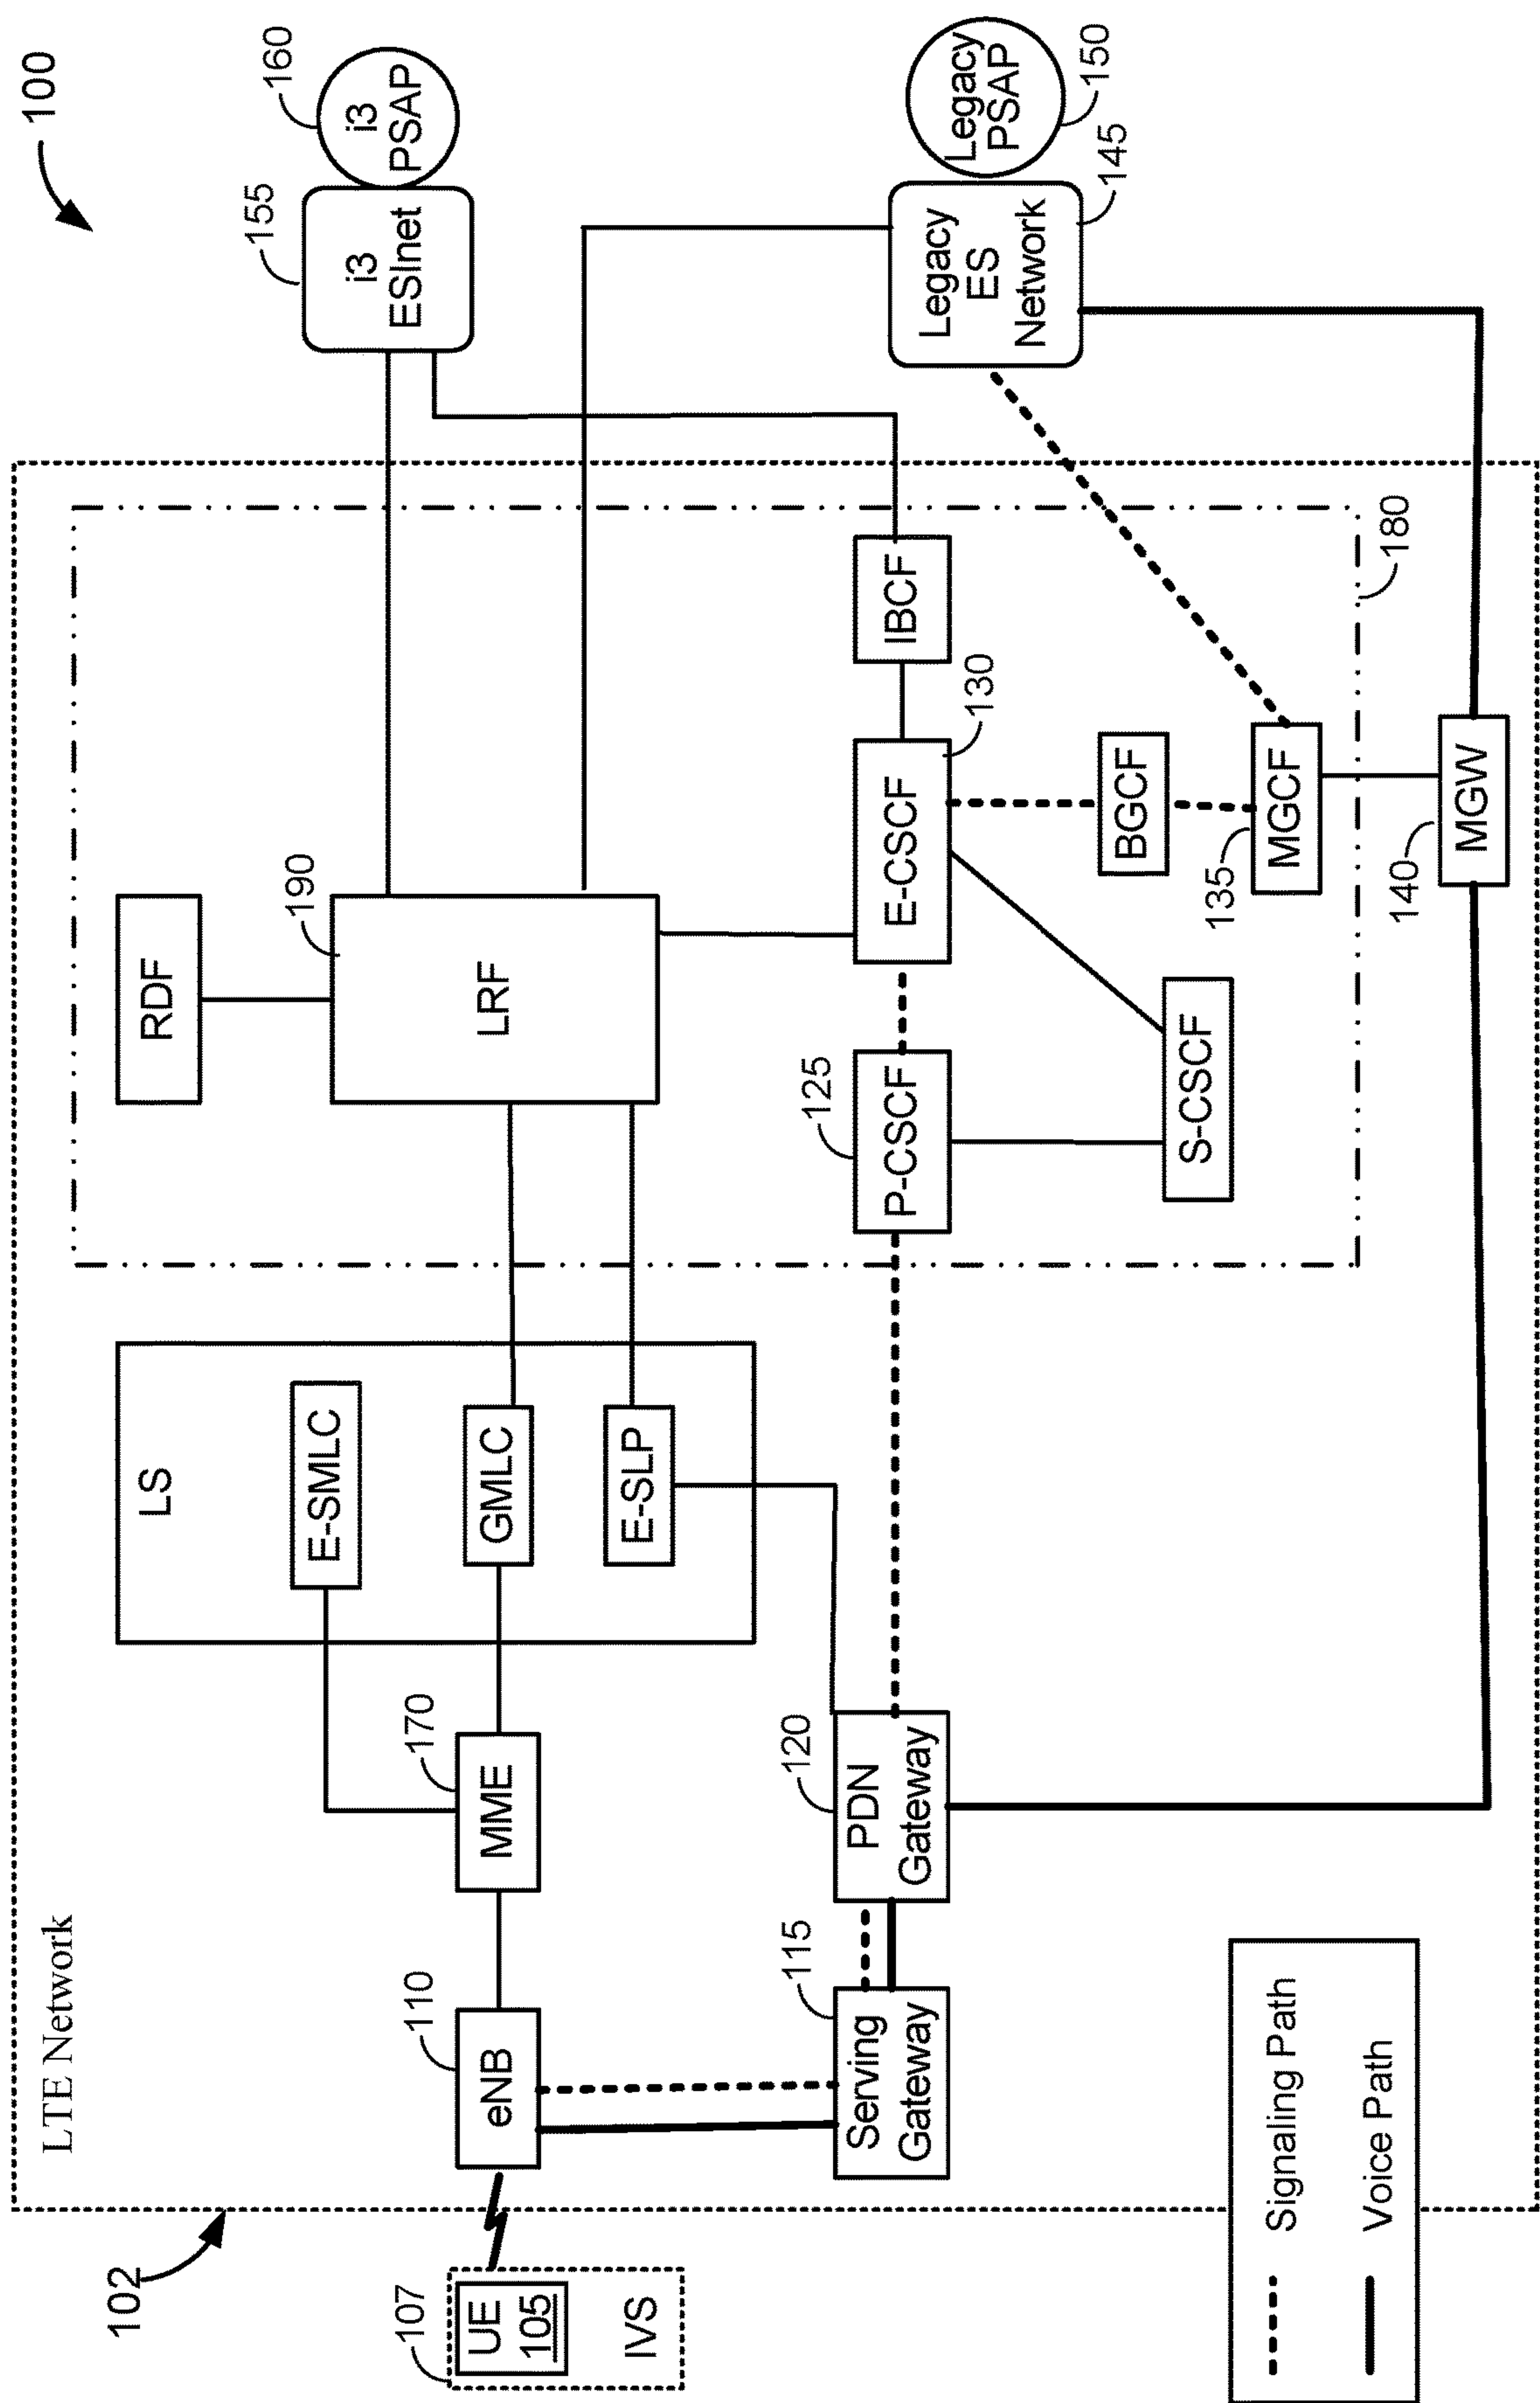 100
LTE Network
102
107
UE
105
IVS
110
eNB
170
MME
LS
E-SMLC
GMLC
E-SLP
RDF
190
LRF
155
i3
ESInet
160
i3
PSAP
115
Serving
Gateway
120
PDN
Gateway
125
P-CSCF
E-CSCF
130
IBCF
S-CSCF
BGCF
135
MGCF
180
140
MGW
Legacy
ES
Network
145
Legacy
PSAP
150
Signaling Path
Voice Path